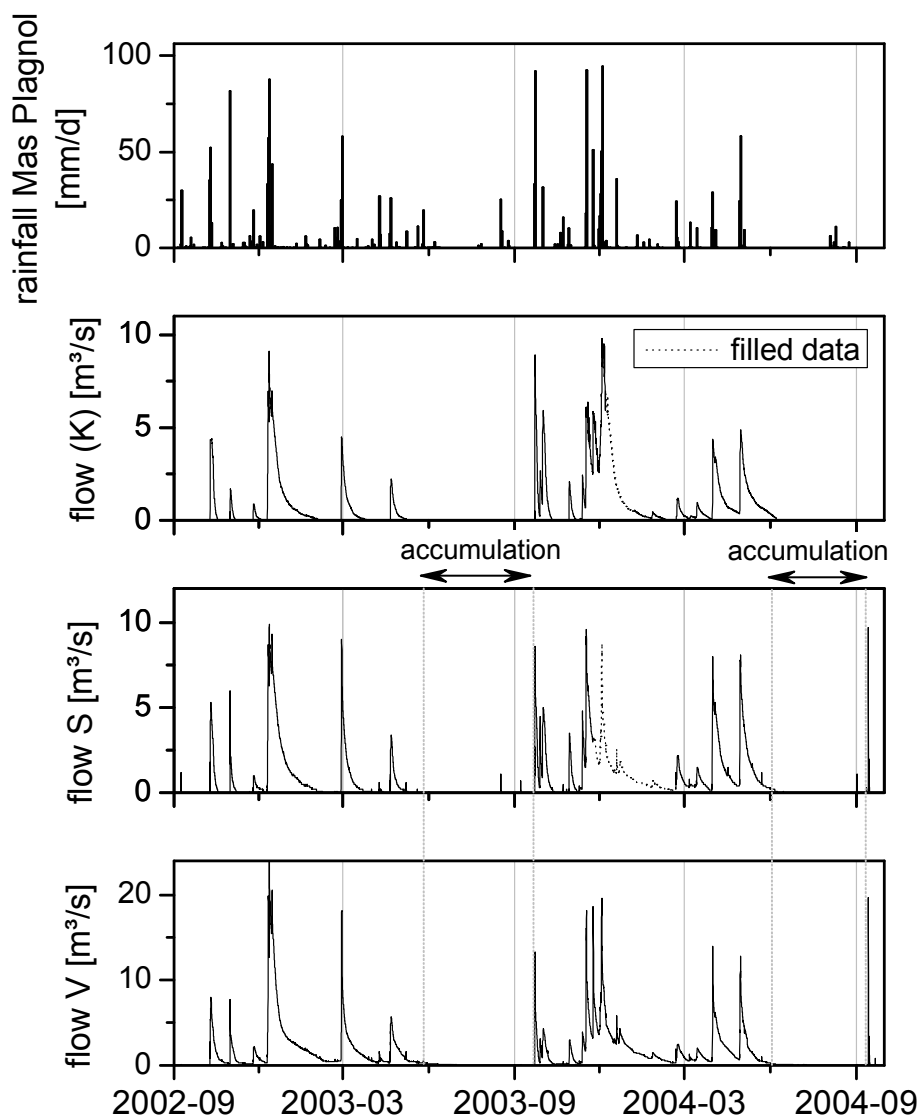 rainfall Mas Plagnol
[mm/d]
100
50
0
flow (K) [m³/s]
10
5
0
filled data
accumulation
accumulation
flow S [m³/s]
10
5
0
flow V [m³/s]
20
10
0
2002-09 2003-03 2003-09 2004-03 2004-09